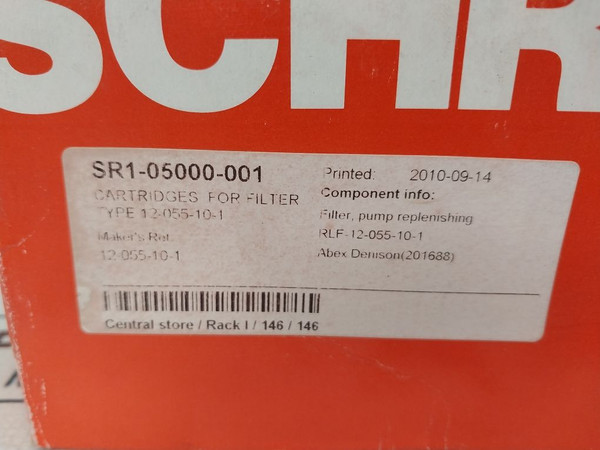 SCHR
SR1-05000-001
CARTRIDGES FOR FILTER
TYPE 12-055-10-1
Maker's Ref.
12-055-10-1
Printed: 2010-09-14
Component info:
Filter, pump replenishing
RLF-12-055-10-1
Abex Denison(201688)
Central store / Rack I / 146 / 146